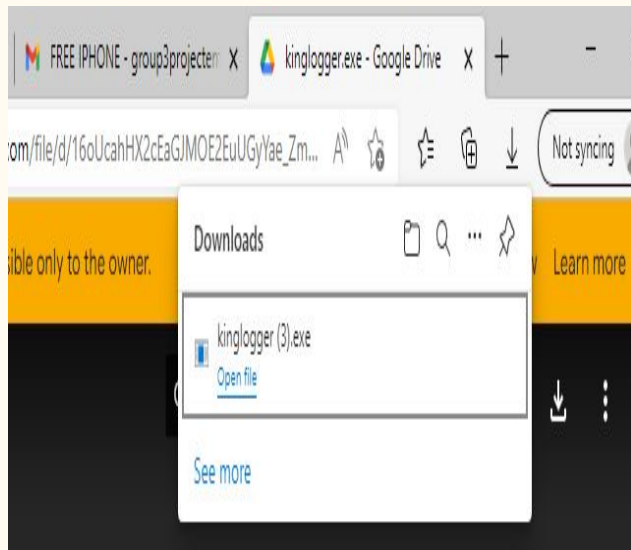 FREE IPHONE - group3projectem
kinglogger.exe - Google Drive
om/file/d/16oUcahHX2cEaGJMOE2EuUGyYae_Zm...
Not syncing
Downloads
sible only to the owner.
Learn more
kinglogger (3).exe
Open file
See more